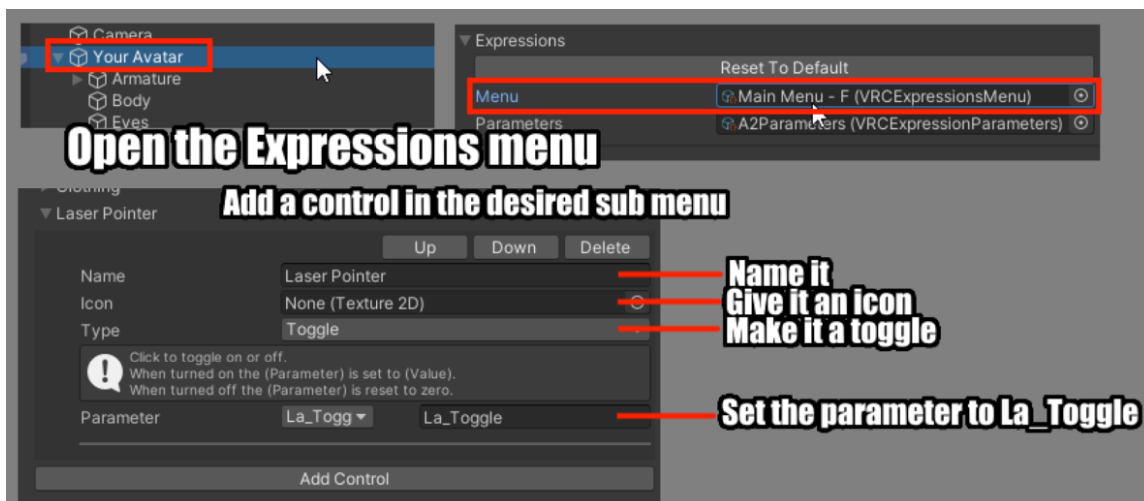 Camera
Your Avatar
Armature
Body
Eyes
Open the Expressions menu
Expressions
Reset To Default
Menu
Main Menu - F (VRCExpressionsMenu)
Parameters
A2Parameters (VRCExpressionParameters)
Clothing
Add a control in the desired sub menu
Laser Pointer
Up Down Delete
Name Laser Pointer
Name it
Icon None (Texture 2D)
Give it an icon
Type Toggle
Make it a toggle
Click to toggle on or off.
When turned on the (Parameter) is set to (Value).
When turned off the (Parameter) is reset to zero.
Parameter La_Togg La_Toggle
Set the parameter to La_Toggle
Add Control